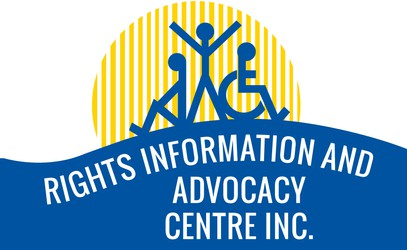 RIGHTS INFORMATION AND
ADVOCACY
CENTRE INC.